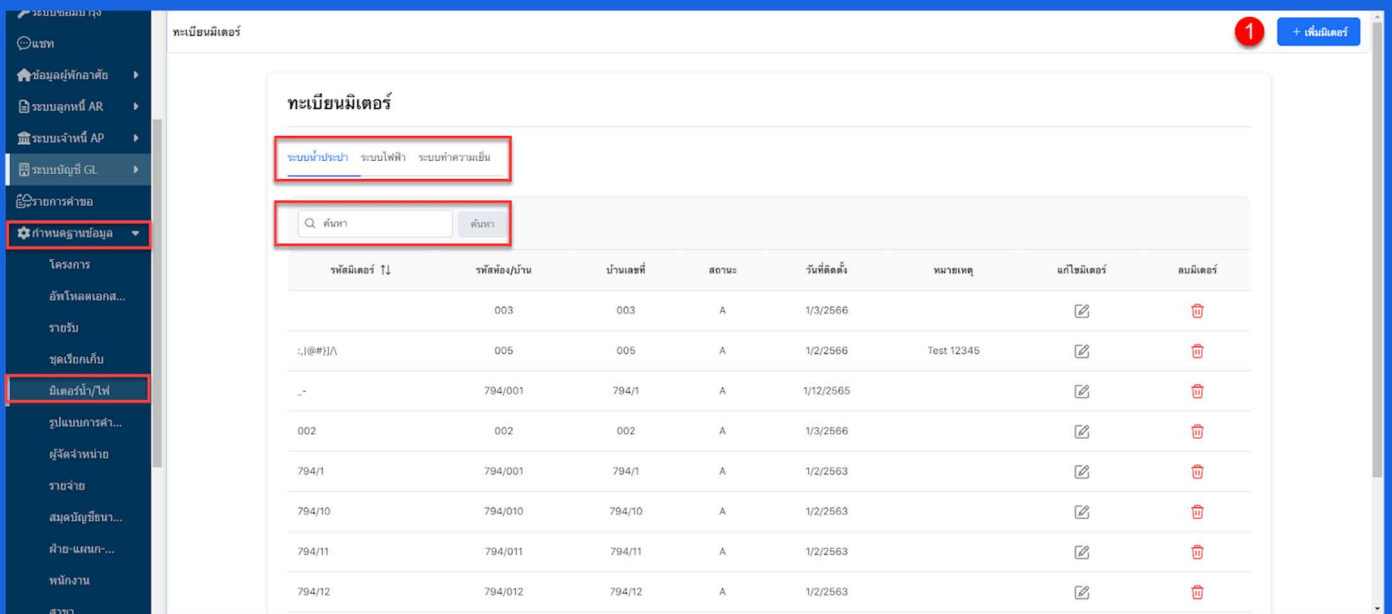 ระบบซ่อมบำรุง
แชท
ข้อมูลผู้พักอาศัย
ระบบลูกหนี้ AR
ระบบเจ้าหนี้ AP
ระบบบัญชี GL
รายการคำขอ
กำหนดฐานข้อมูล
โครงการ
อัพโหลดเอกส...
รายรับ
ชุดเรียกเก็บ
มิเตอร์น้ำ/ไฟ
รูปแบบการคำ...
ผู้จัดจำหน่าย
รายจ่าย
สมุดบัญชีธนา...
ฝ่าย-แผนก-...
พนักงาน
สาขา
ทะเบียนมิเตอร์
1
+ เพิ่มมิเตอร์
ทะเบียนมิเตอร์
ระบบน้ำประปา ระบบไฟฟ้า ระบบทำความเย็น
ค้นหา ค้นหา
รหัสมิเตอร์ ↑↓ รหัสห้อง/บ้าน บ้านเลขที่ สถานะ วันที่ติดตั้ง หมายเหตุ แก้ไขมิเตอร์ ลบมิเตอร์
003 003 A 1/3/2566
:,{@#}]/\ 005 005 A 1/2/2566 Test 12345
_- 794/001 794/1 A 1/12/2565
002 002 002 A 1/3/2566
794/1 794/001 794/1 A 1/2/2563
794/10 794/010 794/10 A 1/2/2563
794/11 794/011 794/11 A 1/2/2563
794/12 794/012 794/12 A 1/2/2563